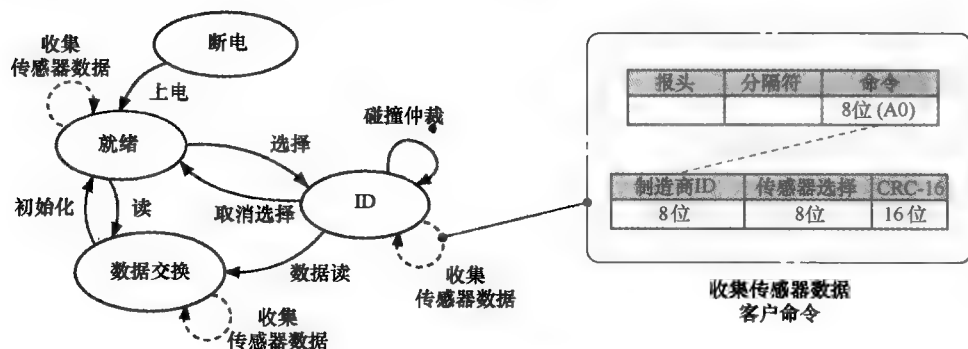 断电
收集
传感器数据
上电
就绪
选择
碰撞仲裁
取消选择
ID
初始化
读
数据交换
数据读
收集
传感器数据
收集
传感器数据
报头 分隔符 命令
8位 (A0)
制造商ID 传感器选择 CRC-16
8位 8位 16位
收集传感器数据
客户命令